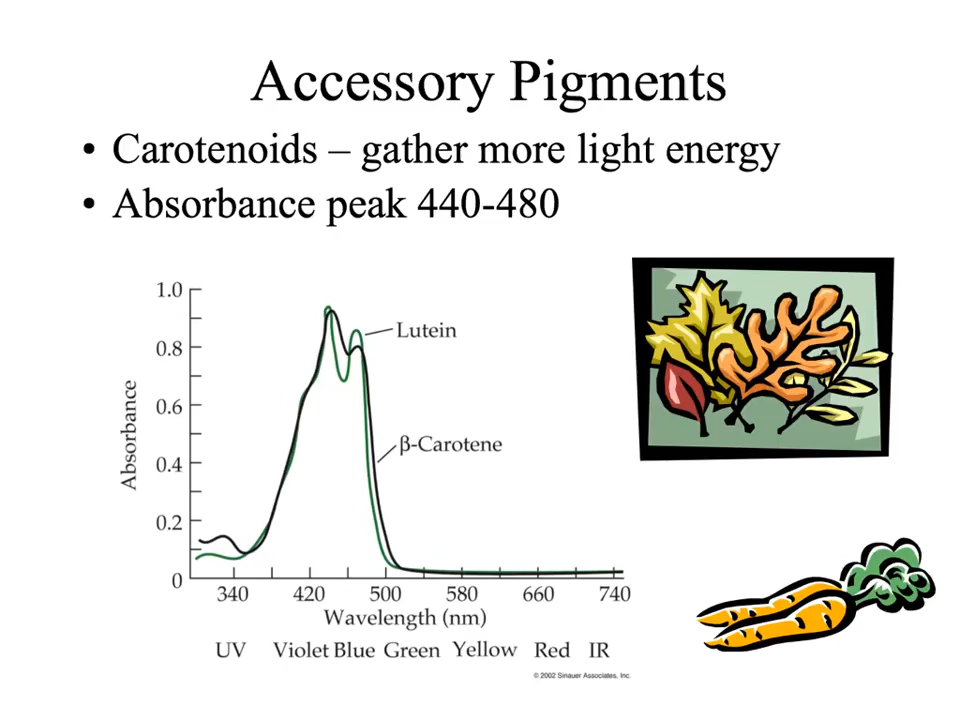 Accessory Pigments
• Carotenoids – gather more light energy
• Absorbance peak 440-480
1.0
0.8
0.6
0.4
0.2
0
Absorbance
Lutein
β-Carotene
340 420 500 580 660 740
Wavelength (nm)
UV Violet Blue Green Yellow Red IR
© 2002 Sinauer Associates, Inc.